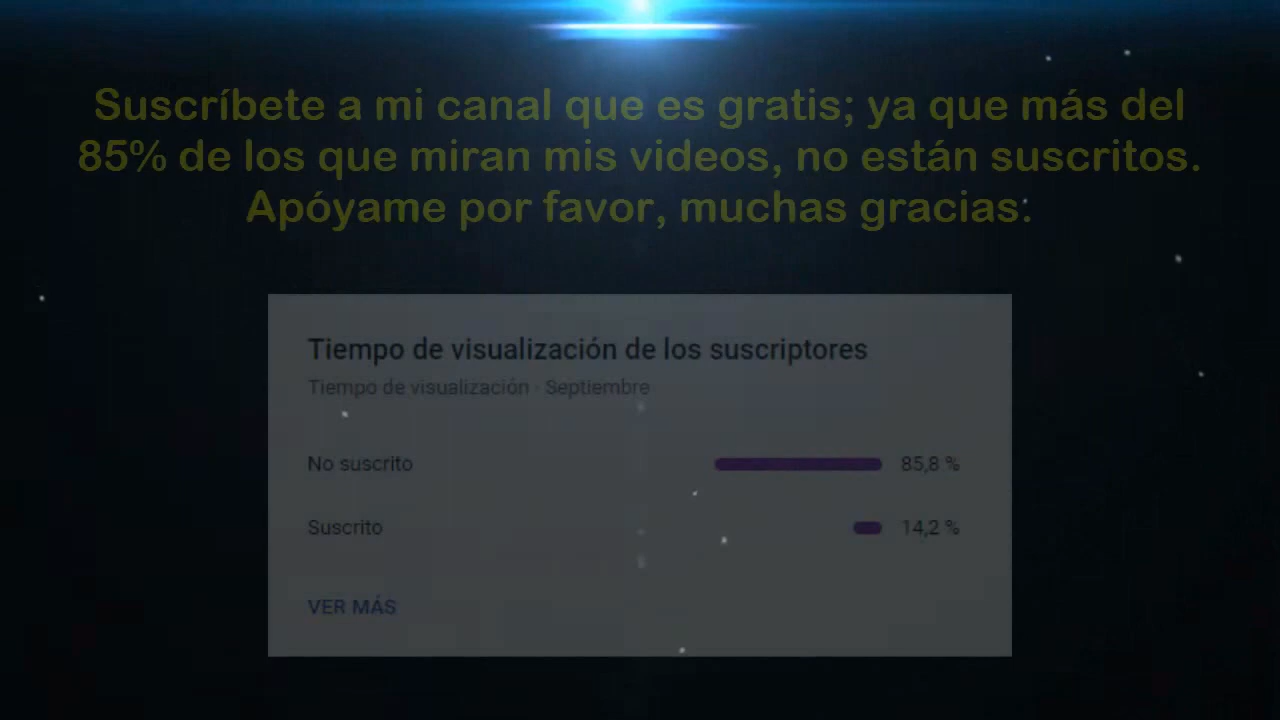 Suscríbete a mi canal que es gratis; ya que más del
85% de los que miran mis videos, no están suscritos.
Apóyame por favor, muchas gracias.
Tiempo de visualización de los suscriptores
Tiempo de visualización · Septiembre
No suscrito 85,8 %
Suscrito 14,2 %
VER MÁS